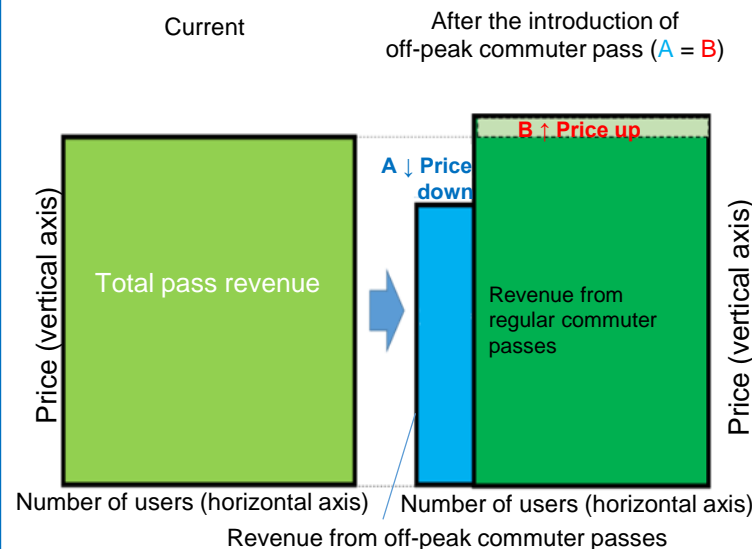 Current
After the introduction of
off-peak commuter pass (A = B)
B ↑ Price up
A ↓ Price
down
Price (vertical axis)
Total pass revenue
Revenue from
regular commuter
passes
Price (vertical axis)
Number of users (horizontal axis)
Number of users (horizontal axis)
Revenue from off-peak commuter passes